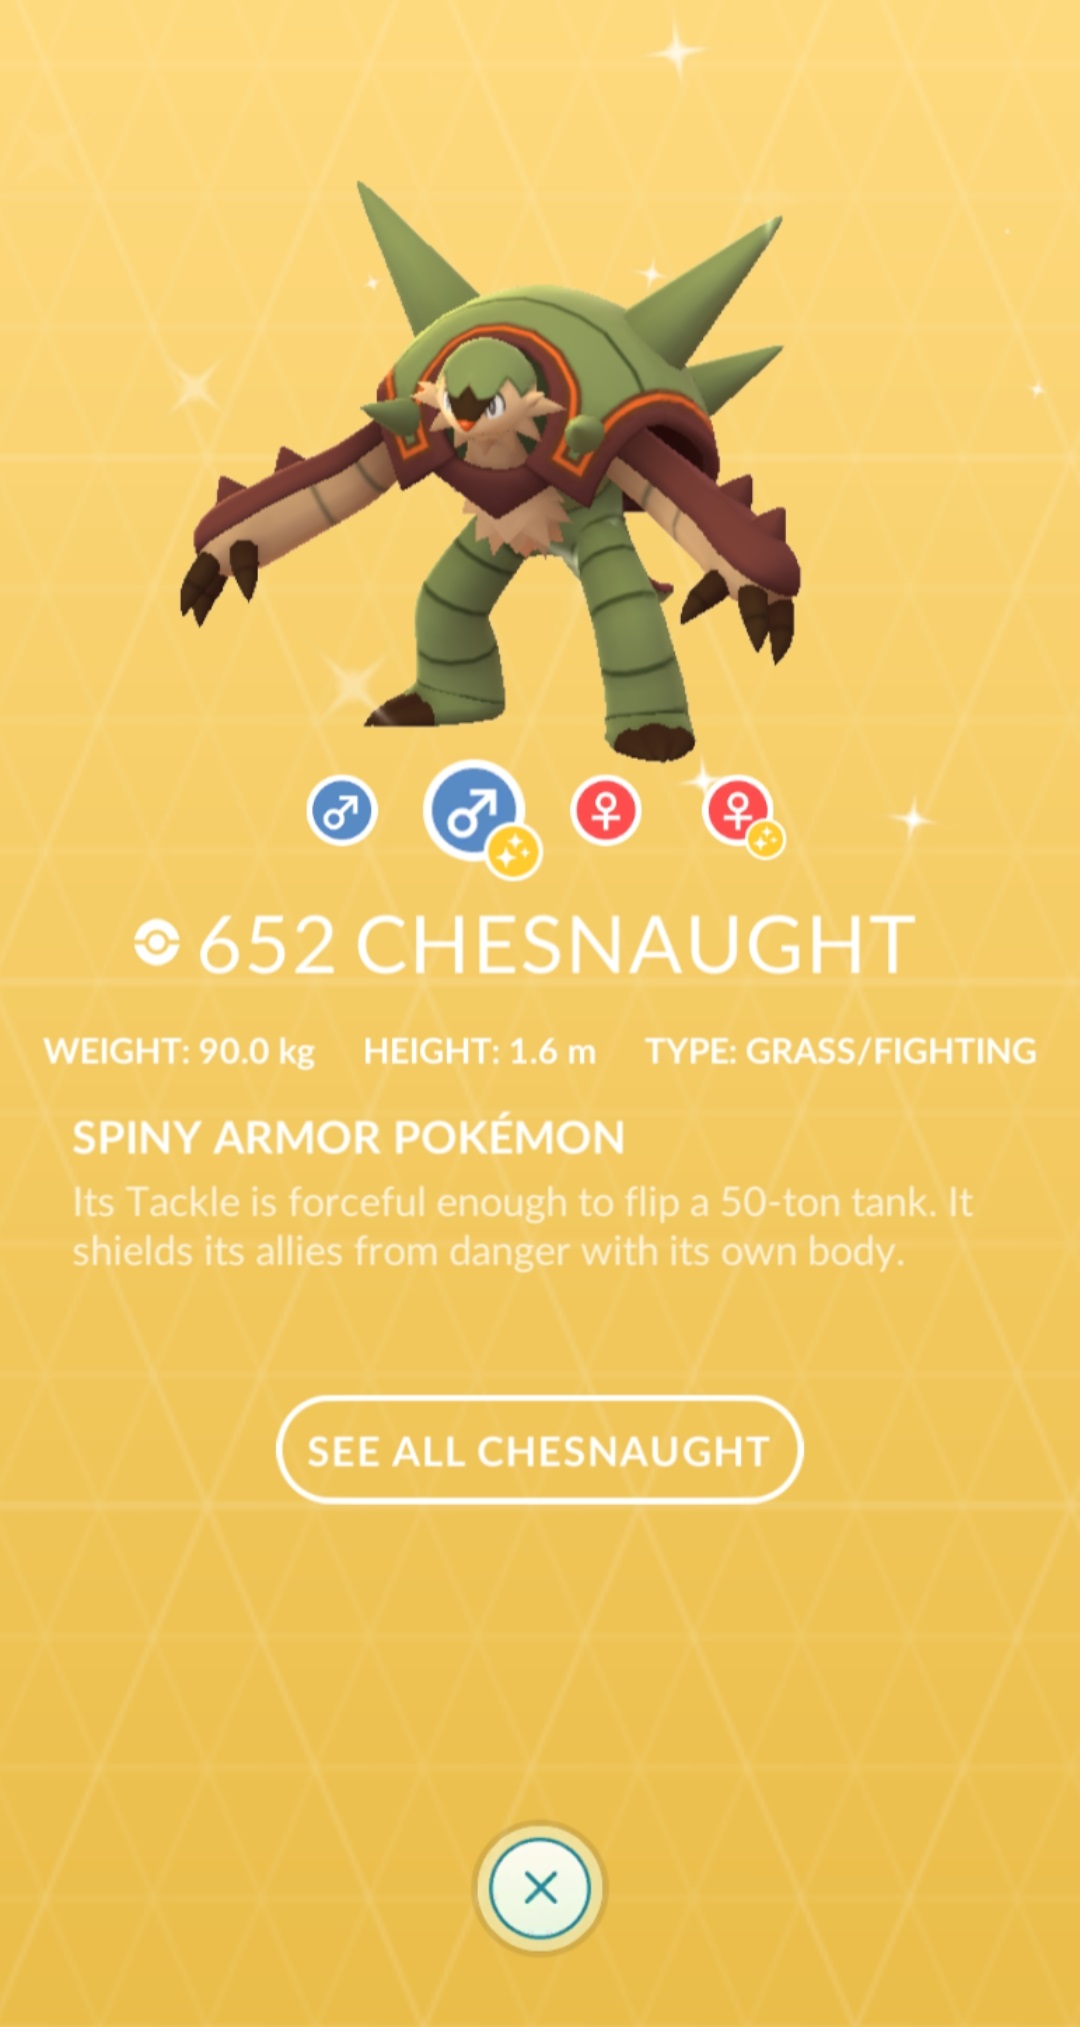 652 CHESNAUGHT
WEIGHT: 90.0 kg HEIGHT: 1.6 m TYPE: GRASS/FIGHTING
SPINY ARMOR POKÉMON
Its Tackle is forceful enough to flip a 50-ton tank. It
shields its allies from danger with its own body.
SEE ALL CHESNAUGHT